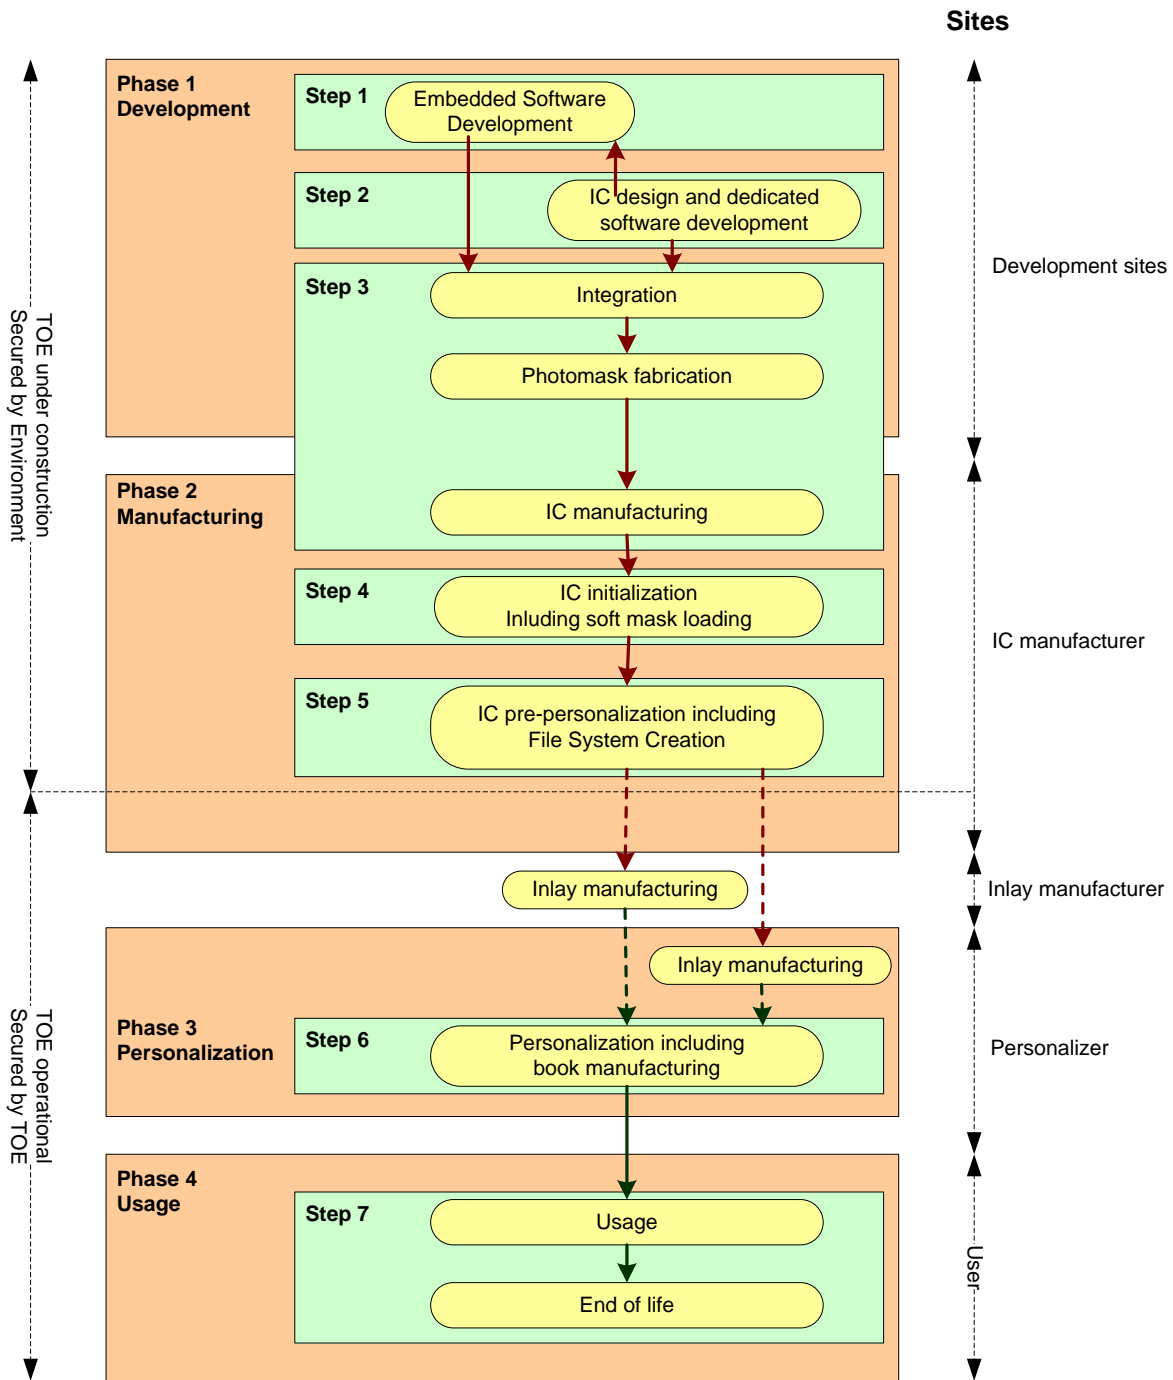 Sites
Phase 1
Development
Step 1
Embedded Software
Development
Step 2
IC design and dedicated
software development
Step 3
Integration
Photomask fabrication
Development sites
TOE under construction
Secured by Environment
Phase 2
Manufacturing
IC manufacturing
Step 4
IC initialization
Inluding soft mask loading
IC manufacturer
Step 5
IC pre-personalization including
File System Creation
Inlay manufacturing
Inlay manufacturer
Inlay manufacturing
Phase 3
Personalization
Step 6
Personalization including
book manufacturing
Personalizer
TOE operational
Secured by TOE
Phase 4
Usage
Step 7
Usage
End of life
User